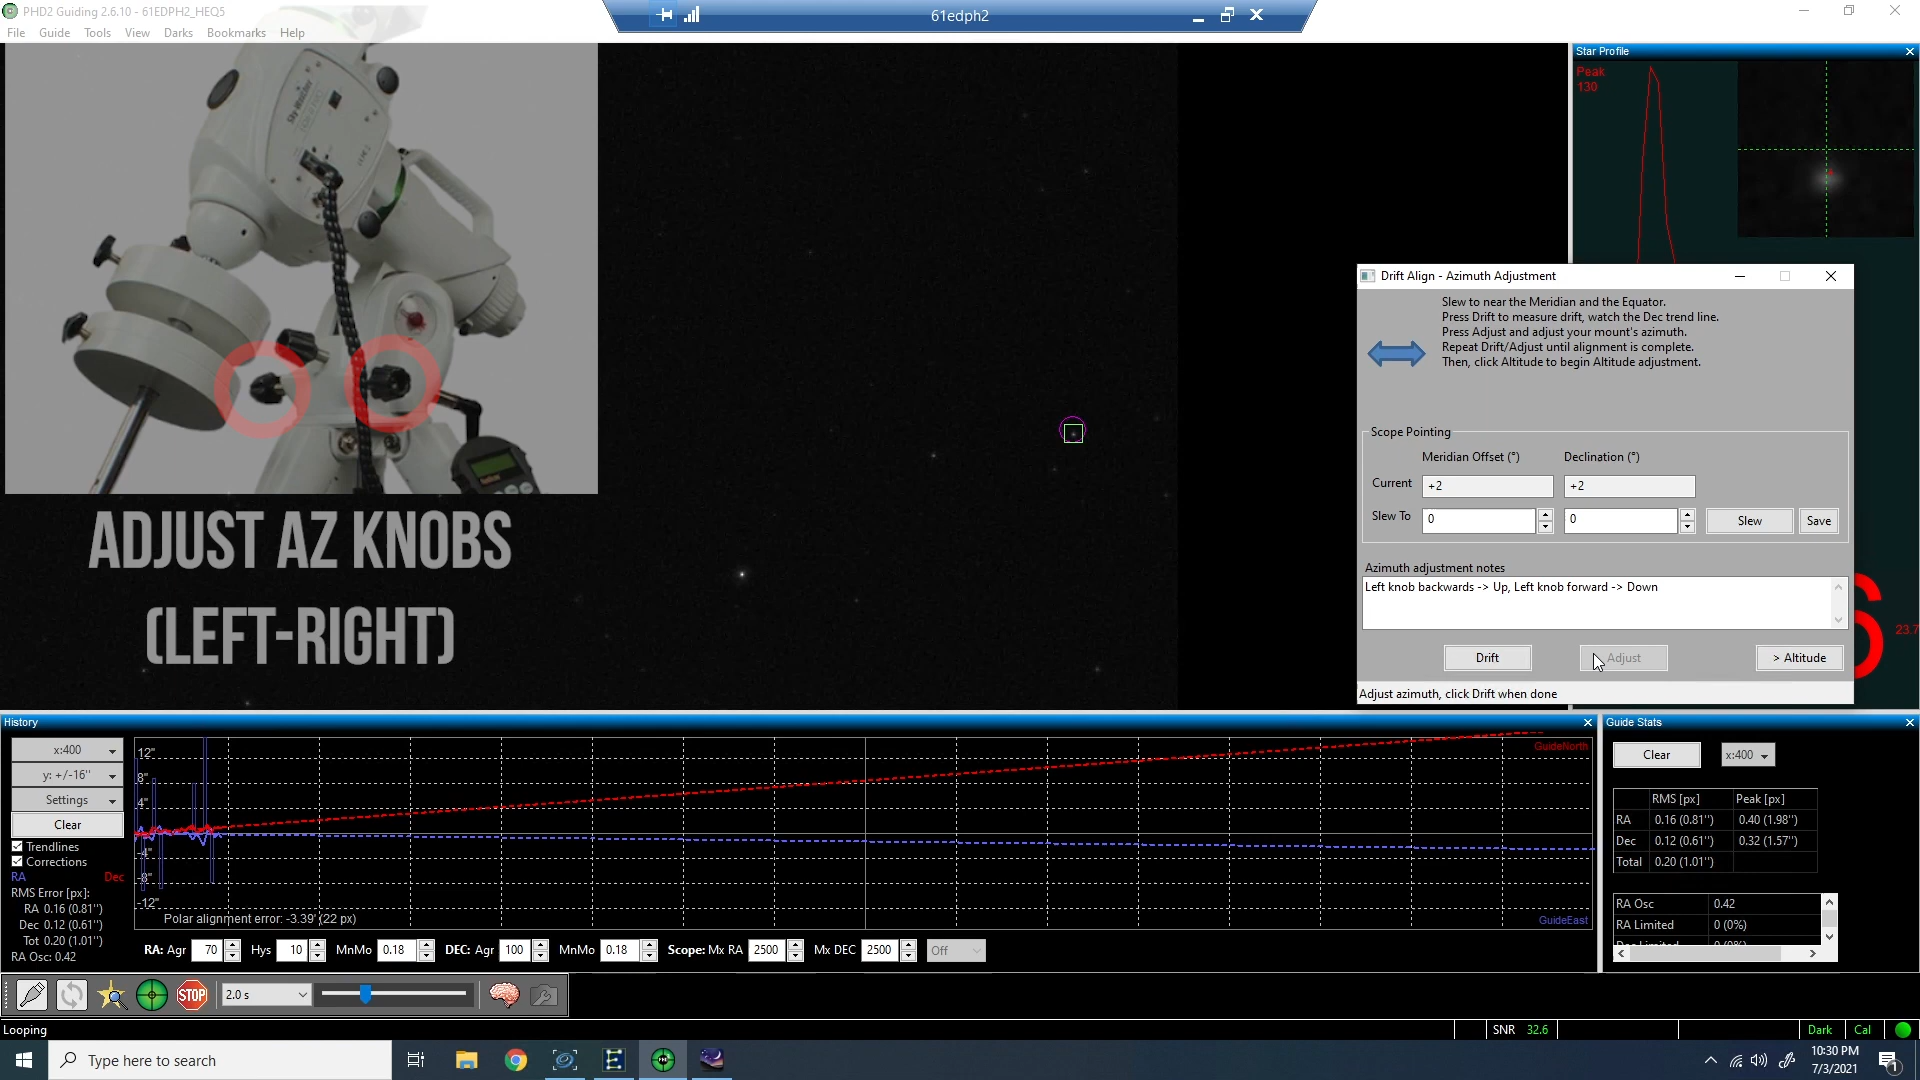 PHD2 Guiding 2.6.10 - 61EDPH2_HEQ5
61edph2
File Guide Tools View Darks Bookmarks Help
Star Profile
Peak
130
Sky-Watcher
ADJUST AZ KNOBS
(LEFT-RIGHT)
Drift Align - Azimuth Adjustment
Slew to near the Meridian and the Equator.
Press Drift to measure drift, watch the Dec trend line.
Press Adjust and adjust your mount's azimuth.
Repeat Drift/Adjust until alignment is complete.
Then, click Altitude to begin Altitude adjustment.
Scope Pointing
Meridian Offset (°) Declination (°)
Current +2 +2
Slew To 0 0 Slew Save
Azimuth adjustment notes
Left knob backwards -> Up, Left knob forward -> Down
23.7
Drift Adjust > Altitude
Adjust azimuth, click Drift when done
History
x:400
y: +/-16"
Settings
Clear
Trendlines
Corrections
RA Dec
RMS Error [px]:
RA 0.16 (0.81")
Dec 0.12 (0.61")
Tot 0.20 (1.01")
RA Osc: 0.42
12"
8"
4"
-4"
-8"
-12"
GuideNorth
GuideEast
Polar alignment error: -3.39' (22 px)
RA: Agr 70 Hys 10 MnMo 0.18 DEC: Agr 100 MnMo 0.18 Scope: Mx RA 2500 Mx DEC 2500 Off
Guide Stats
Clear x:400
RMS [px] Peak [px]
RA 0.16 (0.81'') 0.40 (1.98'')
Dec 0.12 (0.61'') 0.32 (1.57'')
Total 0.20 (1.01'')
RA Osc 0.42
RA Limited 0 (0%)
Dec Limited 0 (0%)
STOP 2.0 s
Looping
SNR 32.6 Dark Cal
Type here to search
10:30 PM
7/3/2021
1